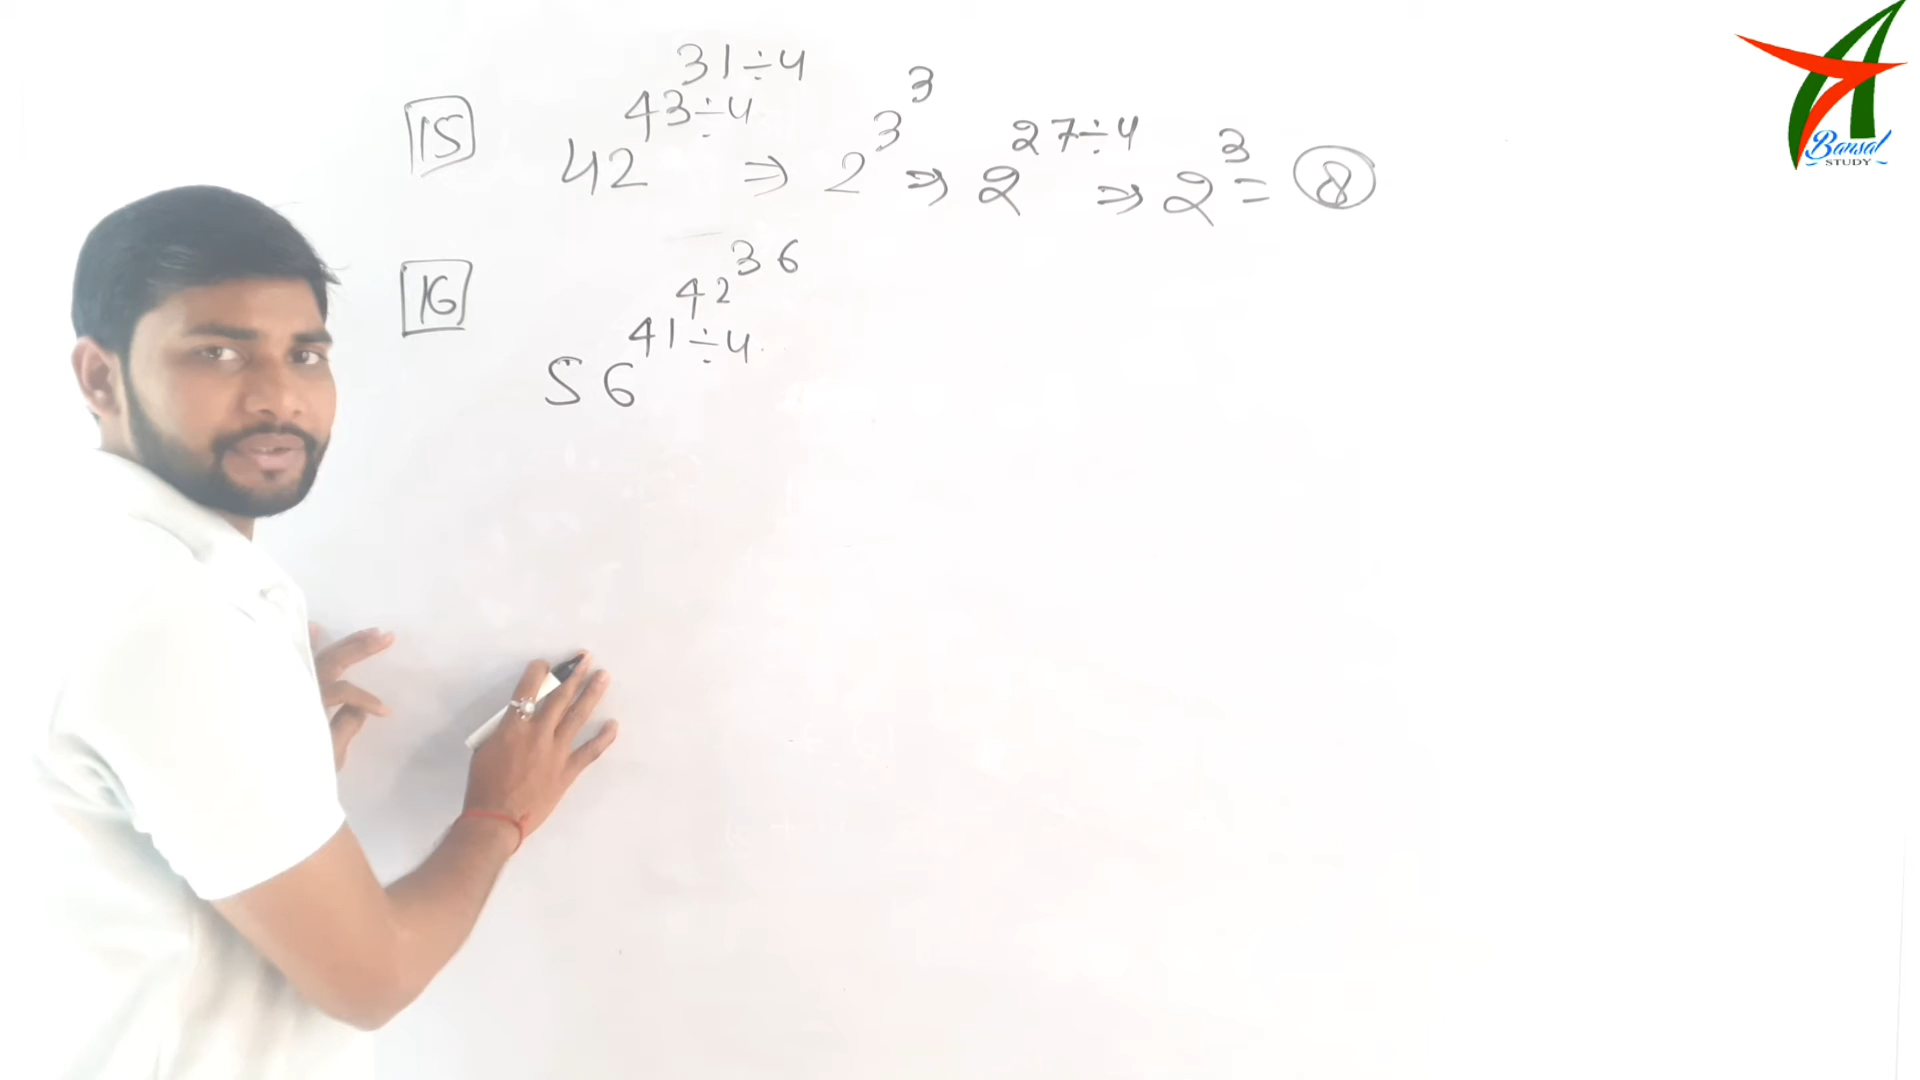 15 42^43÷4^31÷4 ⇒ 2^3^3 ⇒ 2^27÷4 ⇒ 2^3 = 8
16 56^41÷4^42^36
Bansal
STUDY